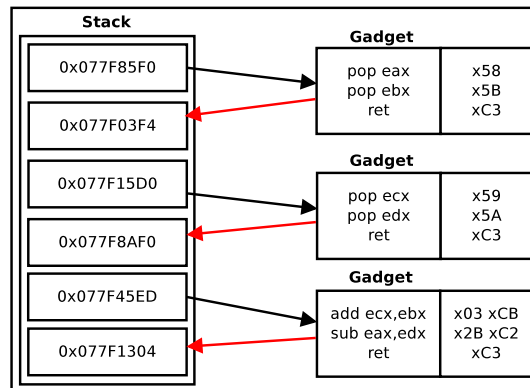 Stack
0x077F85F0
0x077F03F4
0x077F15D0
0x077F8AF0
0x077F45ED
0x077F1304
Gadget
pop eax x58
pop ebx x5B
ret xC3
Gadget
pop ecx x59
pop edx x5A
ret xC3
Gadget
add ecx,ebx x03 xCB
sub eax,edx x2B xC2
ret xC3